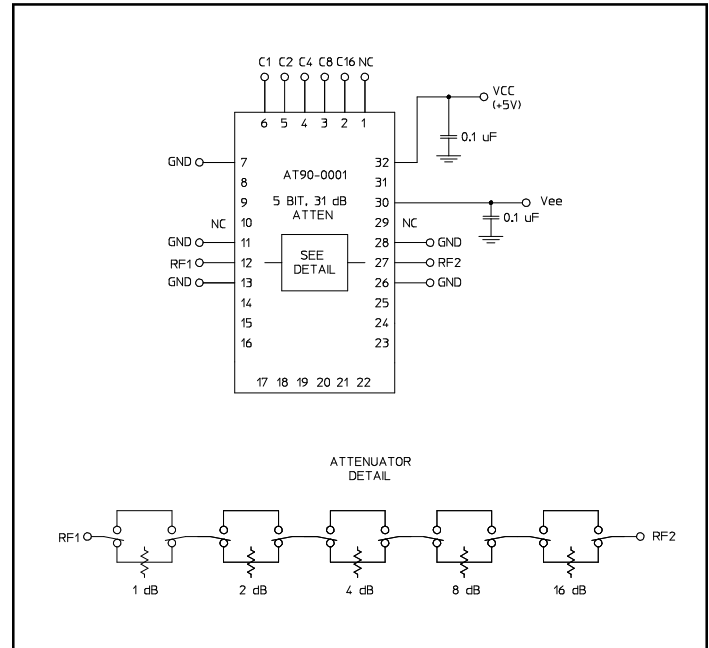 C1 C2 C4 C8 C16 NC
VCC
(+5V)
6 5 4 3 2 1
0.1 uF
GND 7 32
AT90-0001
8 31
9 5 BIT, 31 dB 30 Vee
ATTEN
NC 10 29 NC 0.1 uF
GND 11 28 GND
RF1 12 SEE 27 RF2
DETAIL
GND 13 26 GND
14 25
15 24
16 23
17 18 19 20 21 22
ATTENUATOR
DETAIL
RF1 RF2
1 dB 2 dB 4 dB 8 dB 16 dB